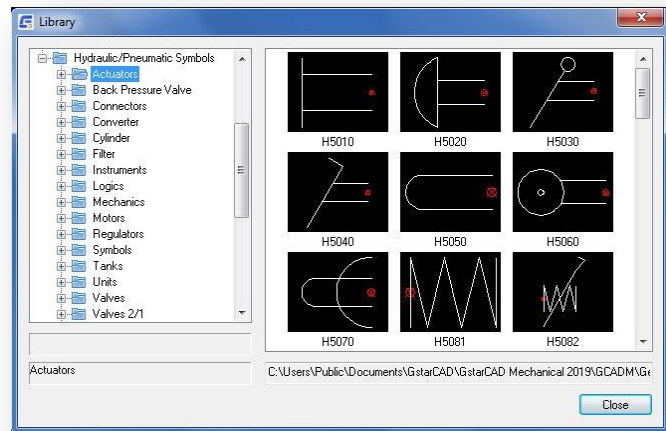 Library
Hydraulic/Pneumatic Symbols
Actuators
Back Pressure Valve
Connectors
Converter
Cylinder
Filter
Instruments
Logics
Mechanics
Motors
Regulators
Symbols
Tanks
Units
Valves
Valves 2/1
H5010 H5020 H5030
H5040 H5050 H5060
H5070 H5081 H5082
Actuators
C:\Users\Public\Documents\GstarCAD\GstarCAD Mechanical 2019\GCADM\Ge
Close